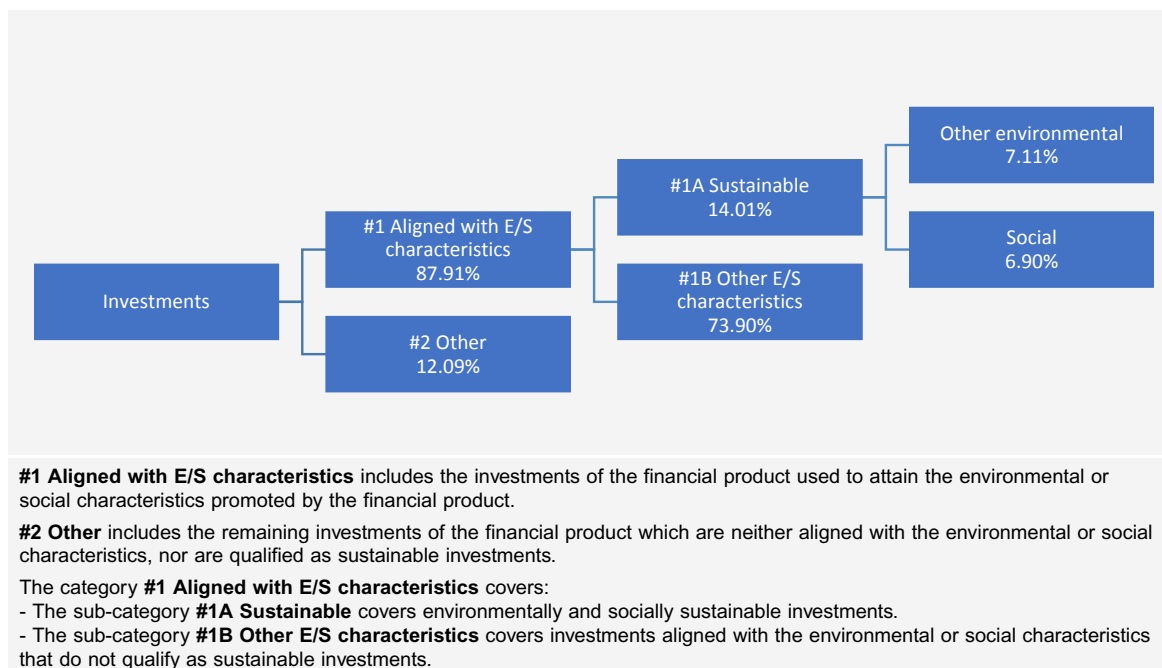 Investments
#1 Aligned with E/S
characteristics
87.91%
#2 Other
12.09%
#1A Sustainable
14.01%
#1B Other E/S
characteristics
73.90%
Other environmental
7.11%
Social
6.90%
#1 Aligned with E/S characteristics includes the investments of the financial product used to attain the environmental or
social characteristics promoted by the financial product.
#2 Other includes the remaining investments of the financial product which are neither aligned with the environmental or social
characteristics, nor are qualified as sustainable investments.
The category #1 Aligned with E/S characteristics covers:
- The sub-category #1A Sustainable covers environmentally and socially sustainable investments.
- The sub-category #1B Other E/S characteristics covers investments aligned with the environmental or social characteristics
that do not qualify as sustainable investments.